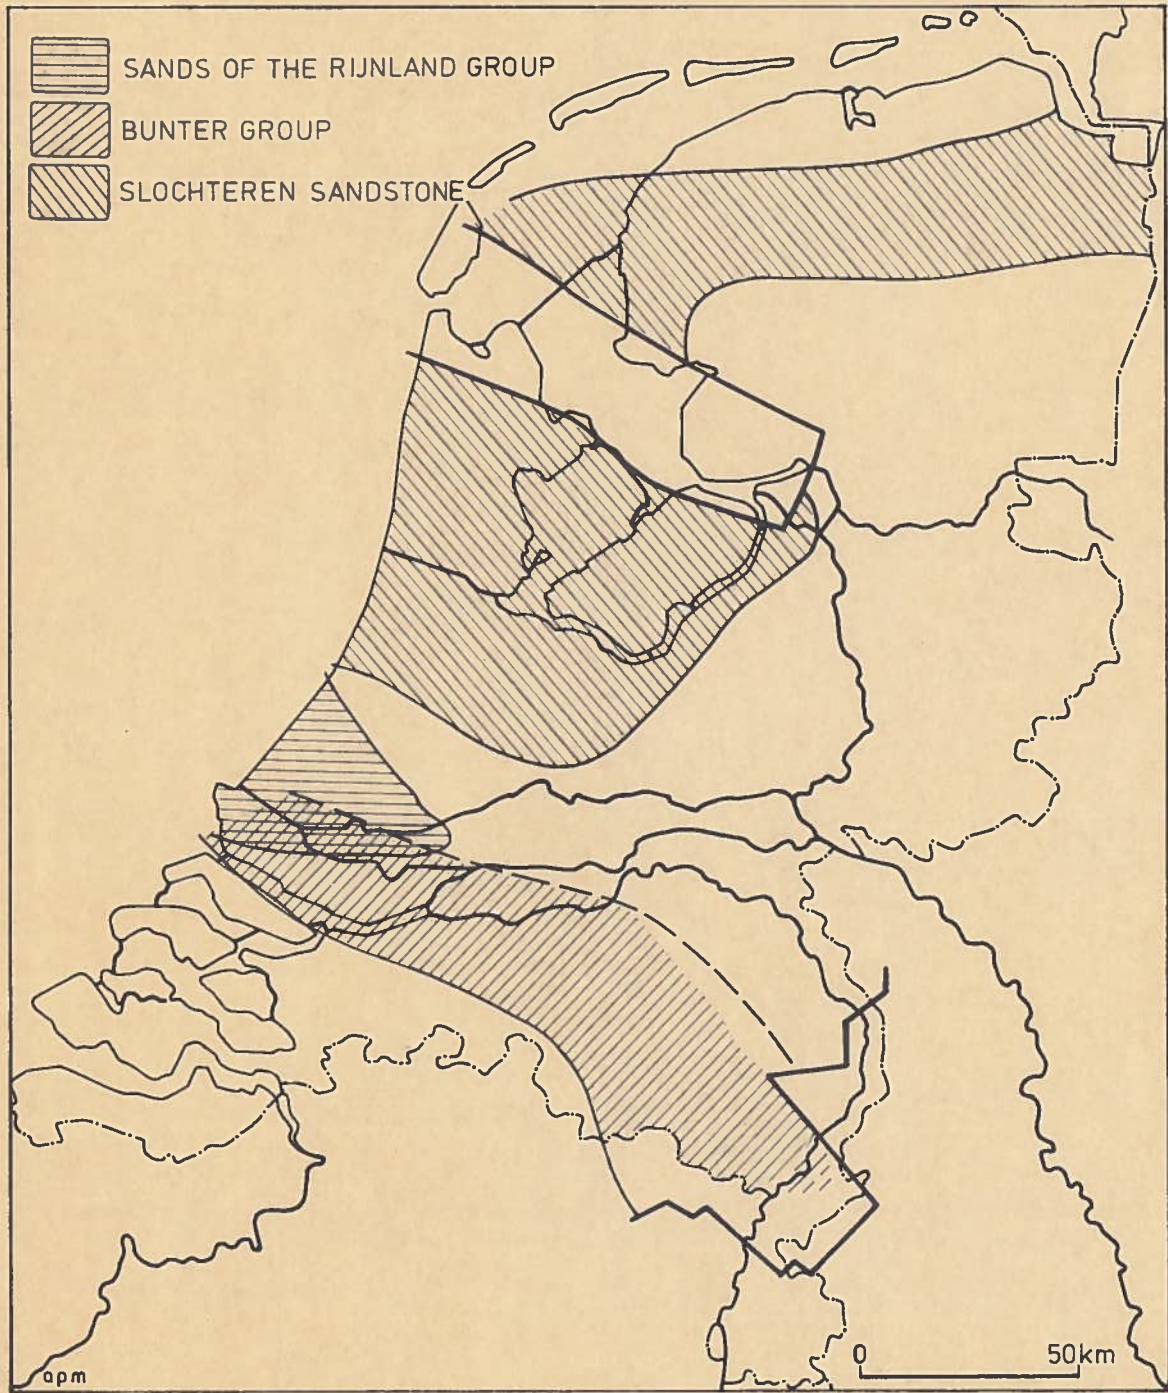 SANDS OF THE RIJNLAND GROUP
BUNTER GROUP
SLOCHTEREN SANDSTONE
0 50km
apm